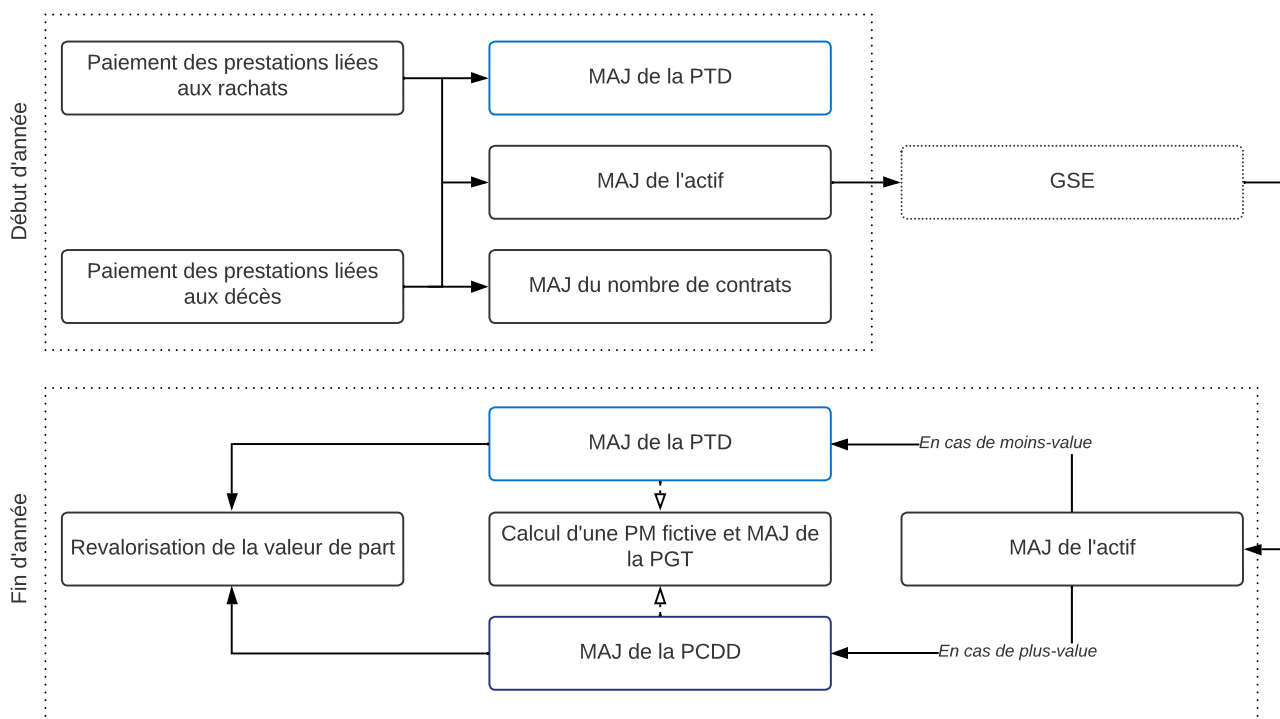 Début d'année
Paiement des prestations liées
aux rachats
MAJ de la PTD
MAJ de l'actif
GSE
Paiement des prestations liées
aux décès
MAJ du nombre de contrats
Fin d'année
MAJ de la PTD
En cas de moins-value
Revalorisation de la valeur de part
Calcul d'une PM fictive et MAJ de
la PGT
MAJ de l'actif
MAJ de la PCDD
En cas de plus-value